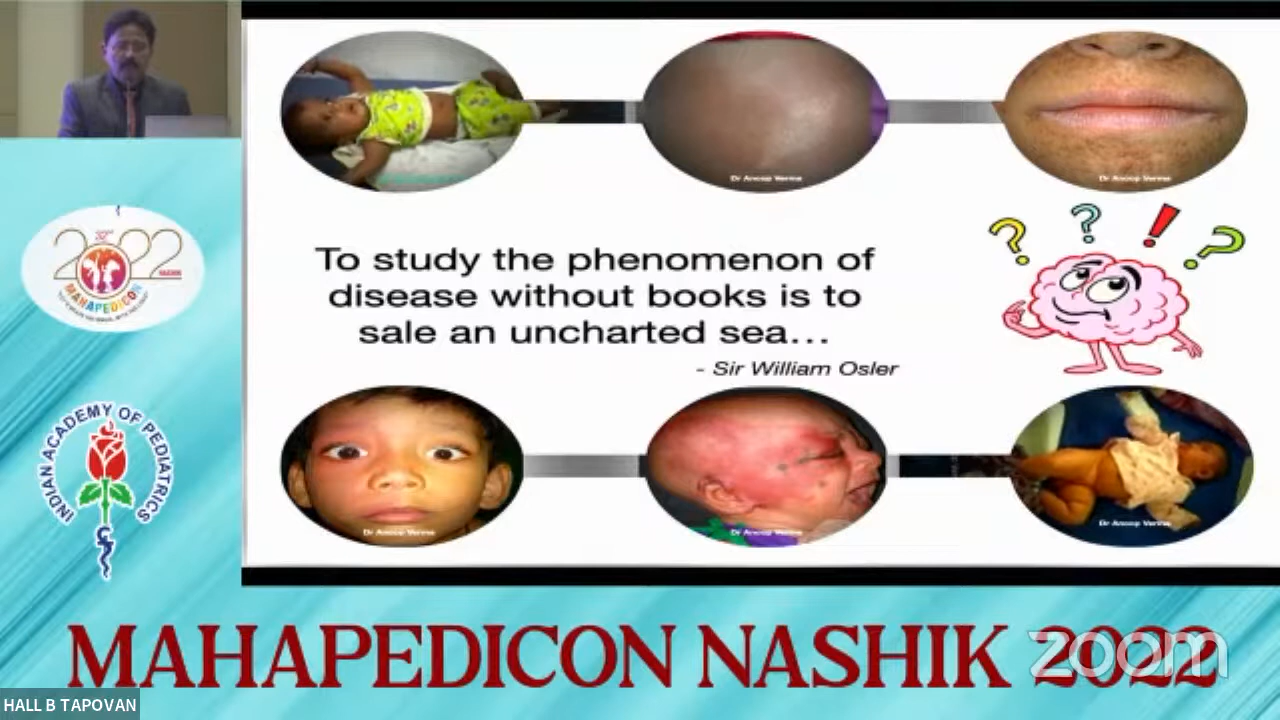 Dr Anoop Verma
Dr Anoop Verma
2022
NASHIK
MAHAPEDICON
To study the phenomenon of
disease without books is to
sale an uncharted sea...
- Sir William Osler
? ? ! ?
INDIAN ACADEMY OF PEDIATRICS
Dr Anoop Verma
Dr Anoop Verma
Dr Anoop Verma
MAHAPEDICON NASHIK 2022
zoom
HALL B TAPOVAN